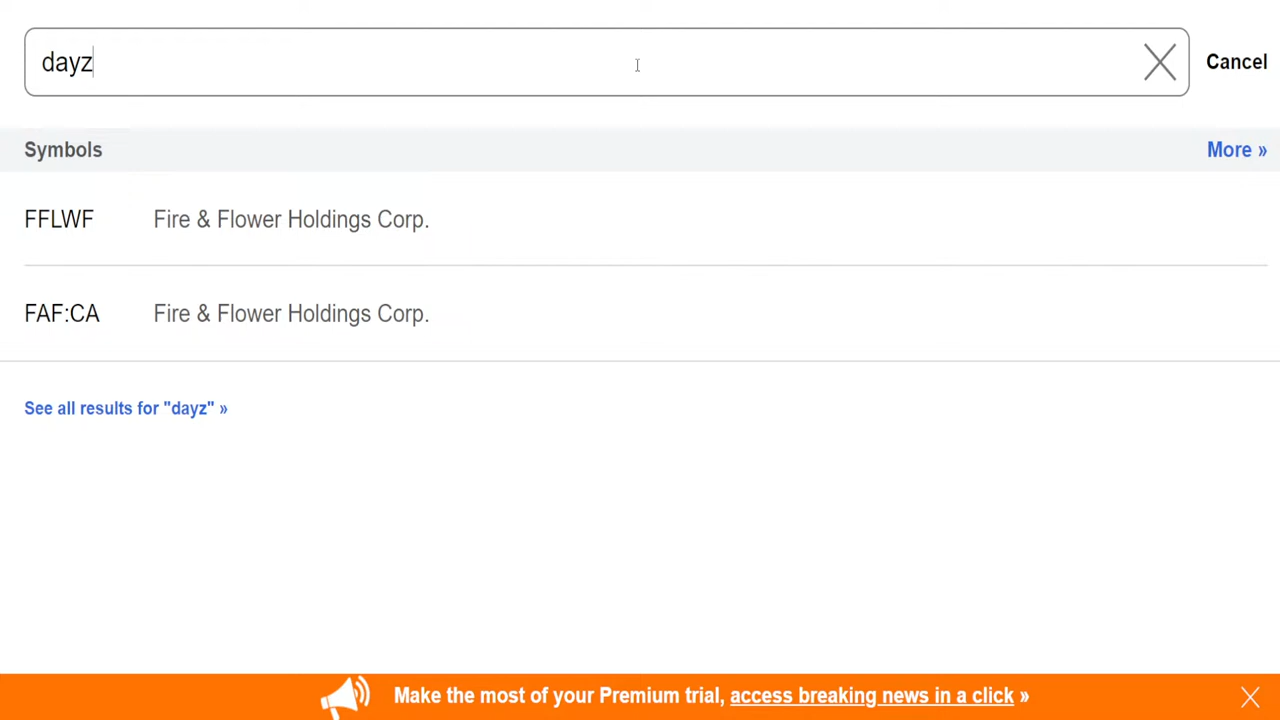 dayz
Cancel
Symbols
More »
FFLWF Fire & Flower Holdings Corp.
FAF:CA Fire & Flower Holdings Corp.
See all results for "dayz" »
Make the most of your Premium trial, access breaking news in a click »